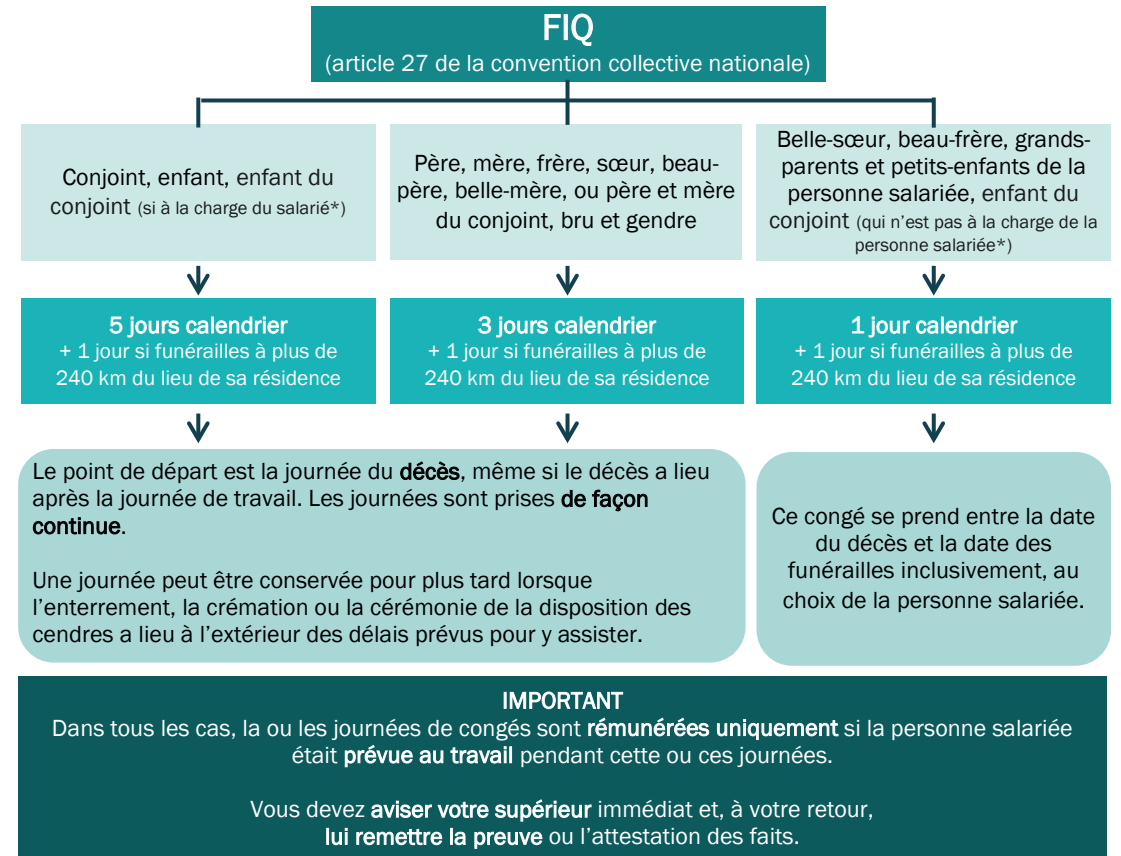 FIQ
(article 27 de la convention collective nationale)
Conjoint, enfant, enfant du
conjoint (si à la charge du salarié*)
Père, mère, frère, sœur, beau-
père, belle-mère, ou père et mère
du conjoint, bru et gendre
Belle-sœur, beau-frère, grands-
parents et petits-enfants de la
personne salariée, enfant du
conjoint (qui n'est pas à la charge de la
personne salariée*)
5 jours calendrier
+ 1 jour si funérailles à plus de
240 km du lieu de sa résidence
3 jours calendrier
+ 1 jour si funérailles à plus de
240 km du lieu de sa résidence
1 jour calendrier
+ 1 jour si funérailles à plus de
240 km du lieu de sa résidence
Le point de départ est la journée du décès, même si le décès a lieu
après la journée de travail. Les journées sont prises de façon
continue.
Une journée peut être conservée pour plus tard lorsque
l'enterrement, la crémation ou la cérémonie de la disposition des
cendres a lieu à l'extérieur des délais prévus pour y assister.
Ce congé se prend entre la date
du décès et la date des
funérailles inclusivement, au
choix de la personne salariée.
IMPORTANT
Dans tous les cas, la ou les journées de congés sont rémunérées uniquement si la personne salariée
était prévue au travail pendant cette ou ces journées.
Vous devez aviser votre supérieur immédiat et, à votre retour,
lui remettre la preuve ou l'attestation des faits.